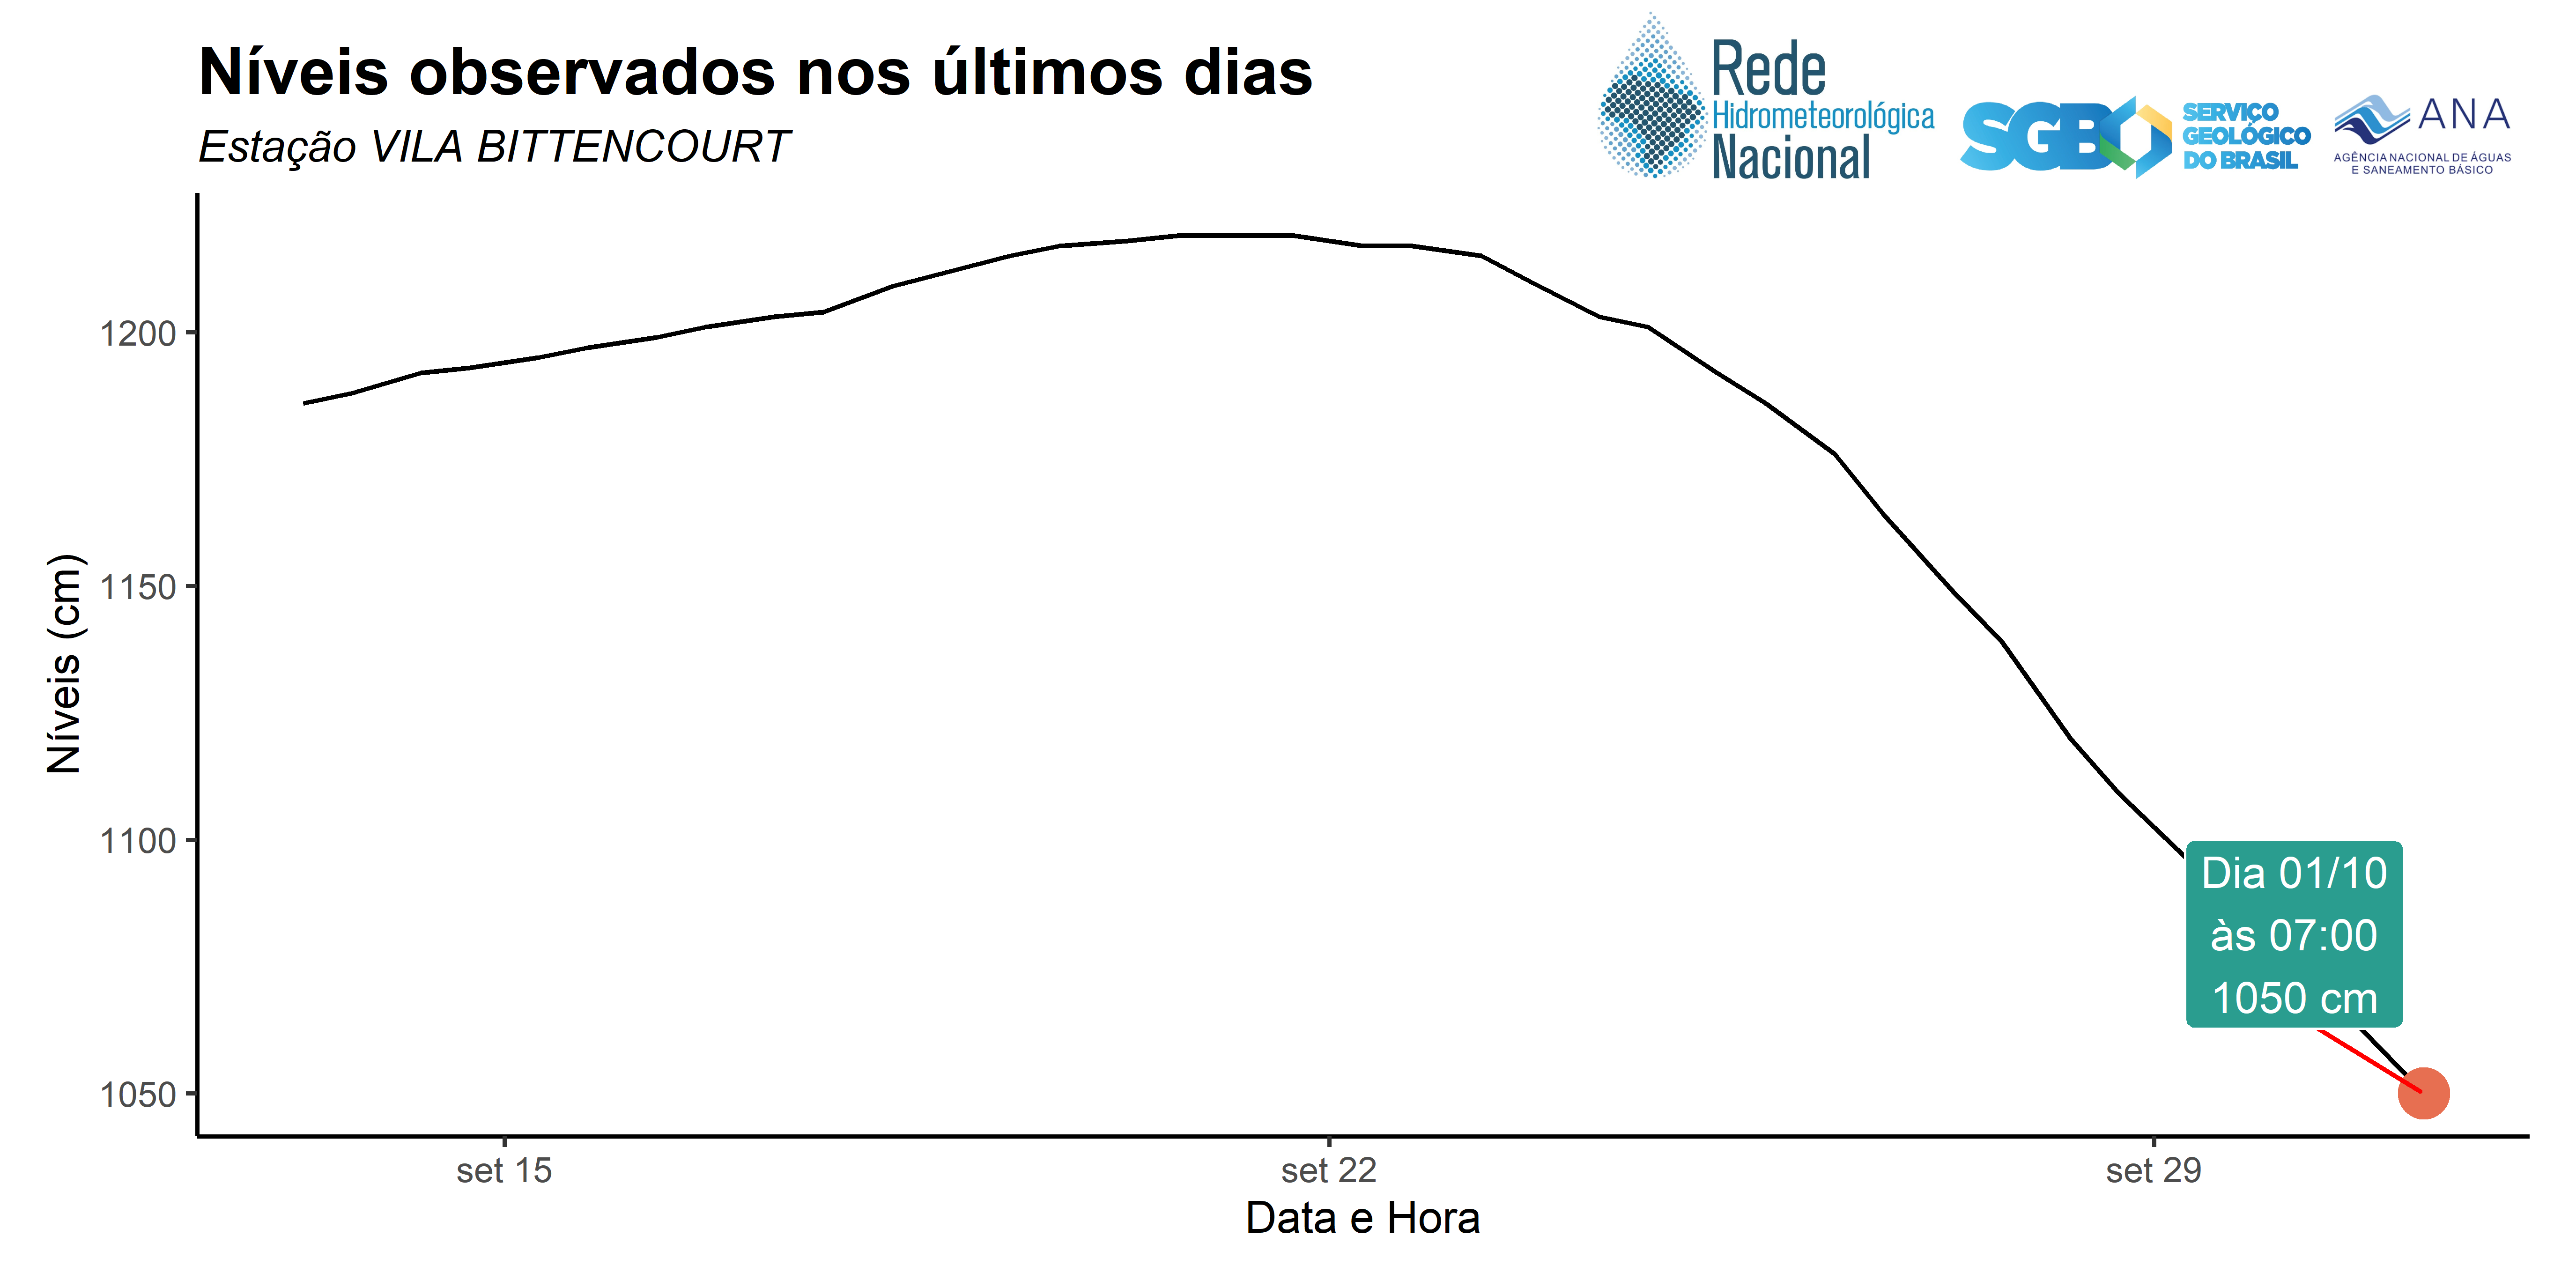 Níveis observados nos últimos dias
Estação VILA BITTENCOURT
Rede
Hidrometeorológica
Nacional
SGB
SERVIÇO
GEOLÓGICO
DO BRASIL
ANA
AGÊNCIA NACIONAL DE ÁGUAS
E SANEAMENTO BÁSICO
Níveis (cm)
1200
1150
1100
1050
Dia 01/10
às 07:00
1050 cm
set 15
set 22
set 29
Data e Hora